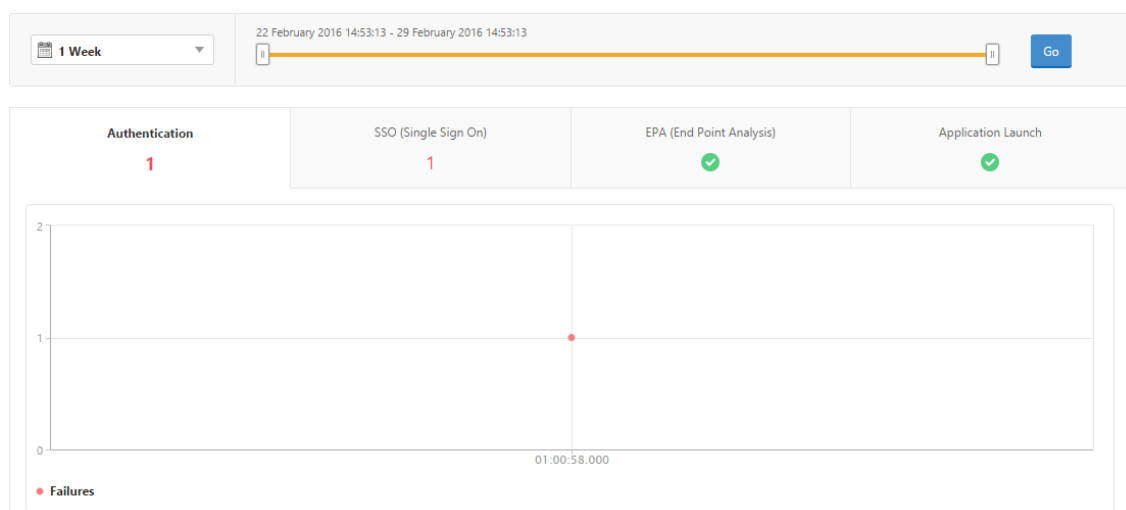 22 February 2016 14:53:13 - 29 February 2016 14:53:13
1 Week
Go
Authentication
1
SSO (Single Sign On)
1
EPA (End Point Analysis)
Application Launch
2
1
0
01:00:58.000
Failures